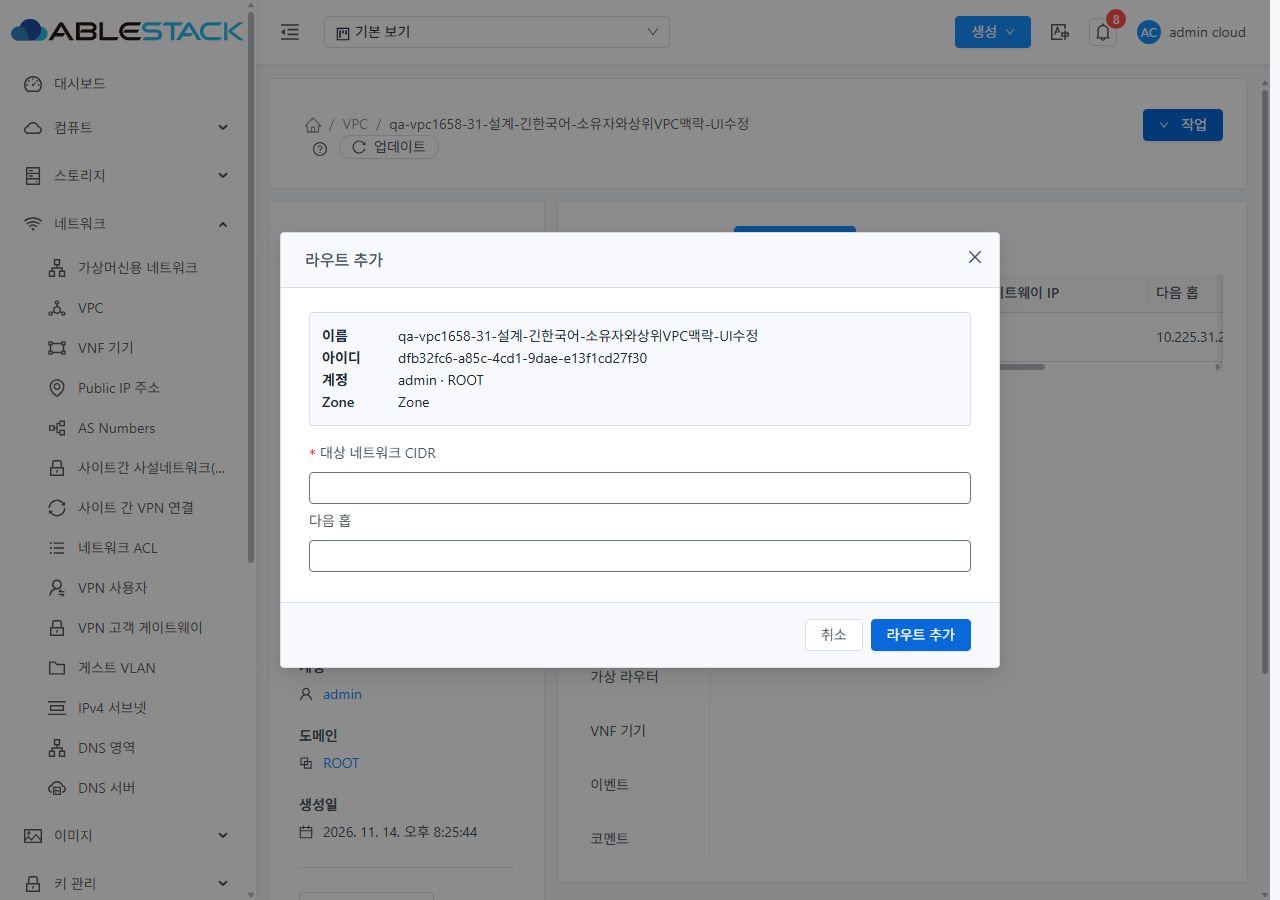 ABLESTACK
기본 보기
생성
8
AC
admin cloud
대시보드
컴퓨트
스토리지
네트워크
가상머신용 네트워크
VPC
VNF 기기
Public IP 주소
AS Numbers
사이트간 사설네트워크(...
사이트 간 VPN 연결
네트워크 ACL
VPN 사용자
VPN 고객 게이트웨이
게스트 VLAN
IPv4 서브넷
DNS 영역
DNS 서버
이미지
키 관리
/ VPC / qa-vpc1658-31-설계-긴한국어-소유자와상위VPC맥락-UI수정
업데이트
작업
라우트 추가
이름 qa-vpc1658-31-설계-긴한국어-소유자와상위VPC맥락-UI수정
아이디 dfb32fc6-a85c-4cd1-9dae-e13f1cd27f30
계정 admin · ROOT
Zone Zone
* 대상 네트워크 CIDR
다음 홉
취소
라우트 추가
트웨이 IP
다음 홉
10.225.31.2
admin
도메인
ROOT
생성일
2026. 11. 14. 오후 8:25:44
가상 라우터
VNF 기기
이벤트
코멘트